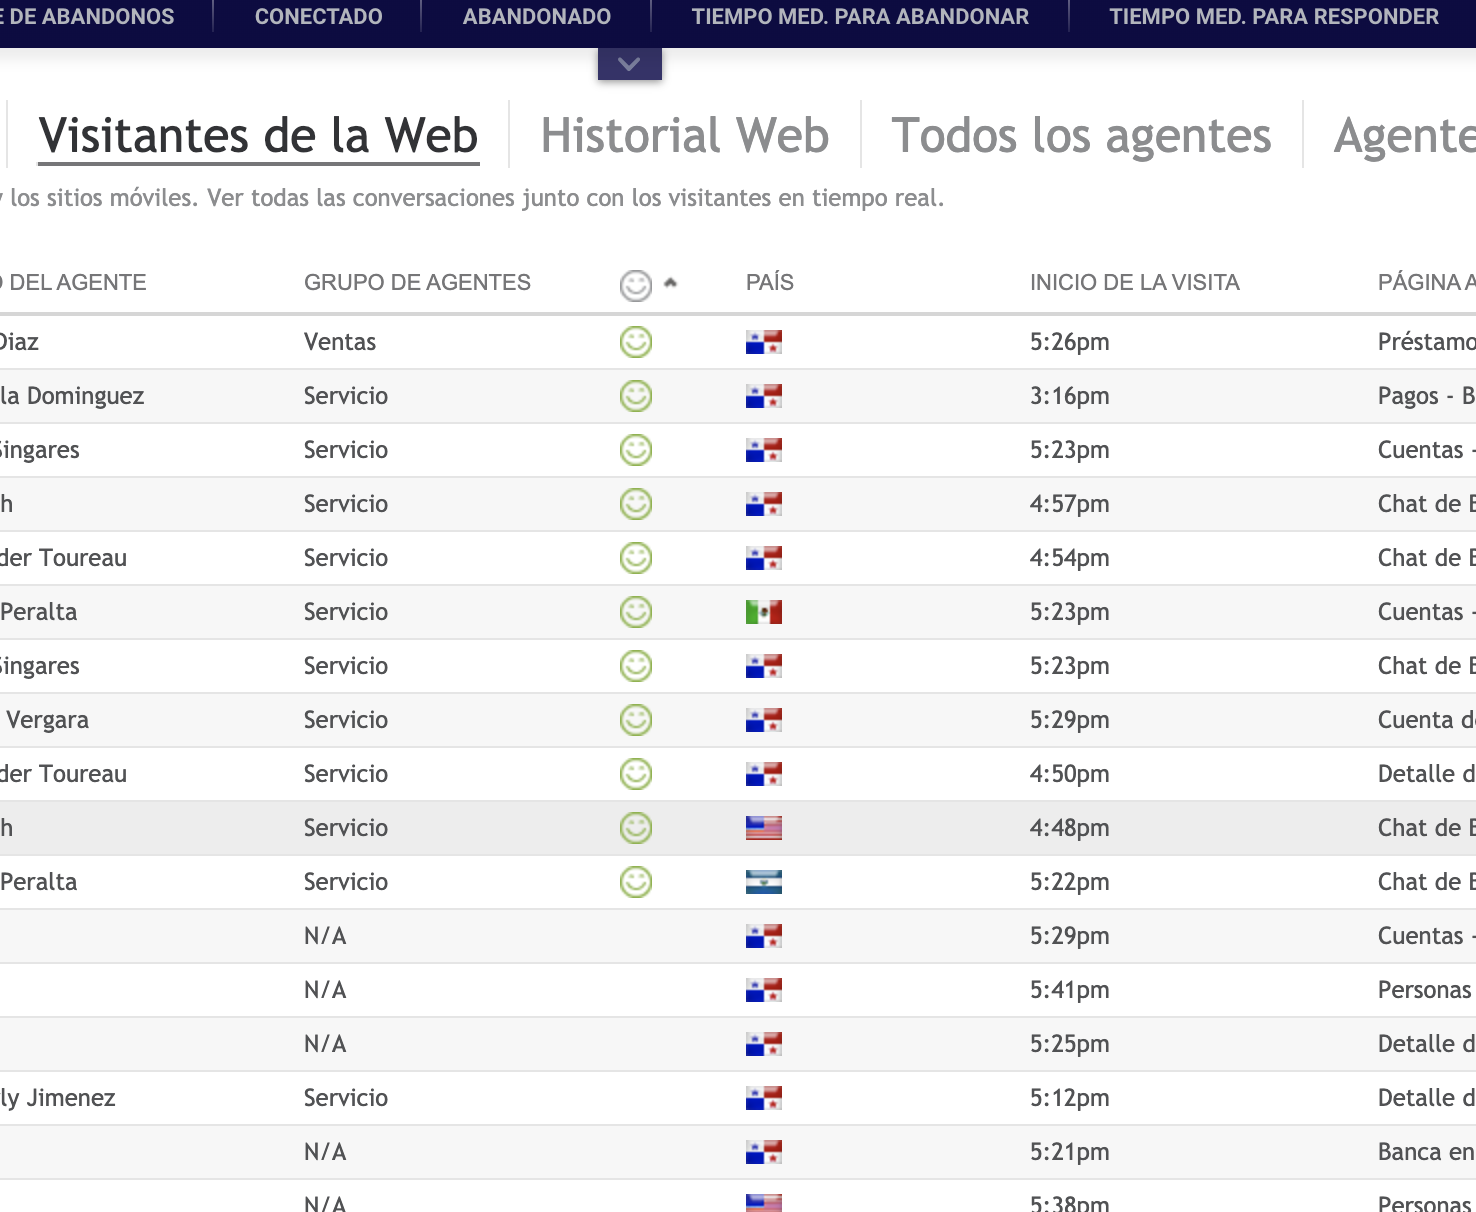 E DE ABANDONOS CONECTADO ABANDONADO TIEMPO MED. PARA ABANDONAR TIEMPO MED. PARA RESPONDER
Visitantes de la Web Historial Web Todos los agentes Agente
y los sitios móviles. Ver todas las conversaciones junto con los visitantes en tiempo real.
O DEL AGENTE GRUPO DE AGENTES PAÍS INICIO DE LA VISITA PÁGINA A
Diaz Ventas 5:26pm Préstamo
la Dominguez Servicio 3:16pm Pagos - B
Singares Servicio 5:23pm Cuentas -
h Servicio 4:57pm Chat de B
der Toureau Servicio 4:54pm Chat de B
Peralta Servicio 5:23pm Cuentas -
Singares Servicio 5:23pm Chat de B
Vergara Servicio 5:29pm Cuenta de
der Toureau Servicio 4:50pm Detalle d
h Servicio 4:48pm Chat de B
Peralta Servicio 5:22pm Chat de B
N/A 5:29pm Cuentas -
N/A 5:41pm Personas
N/A 5:25pm Detalle d
ly Jimenez Servicio 5:12pm Detalle d
N/A 5:21pm Banca en
N/A 5:38pm Personas